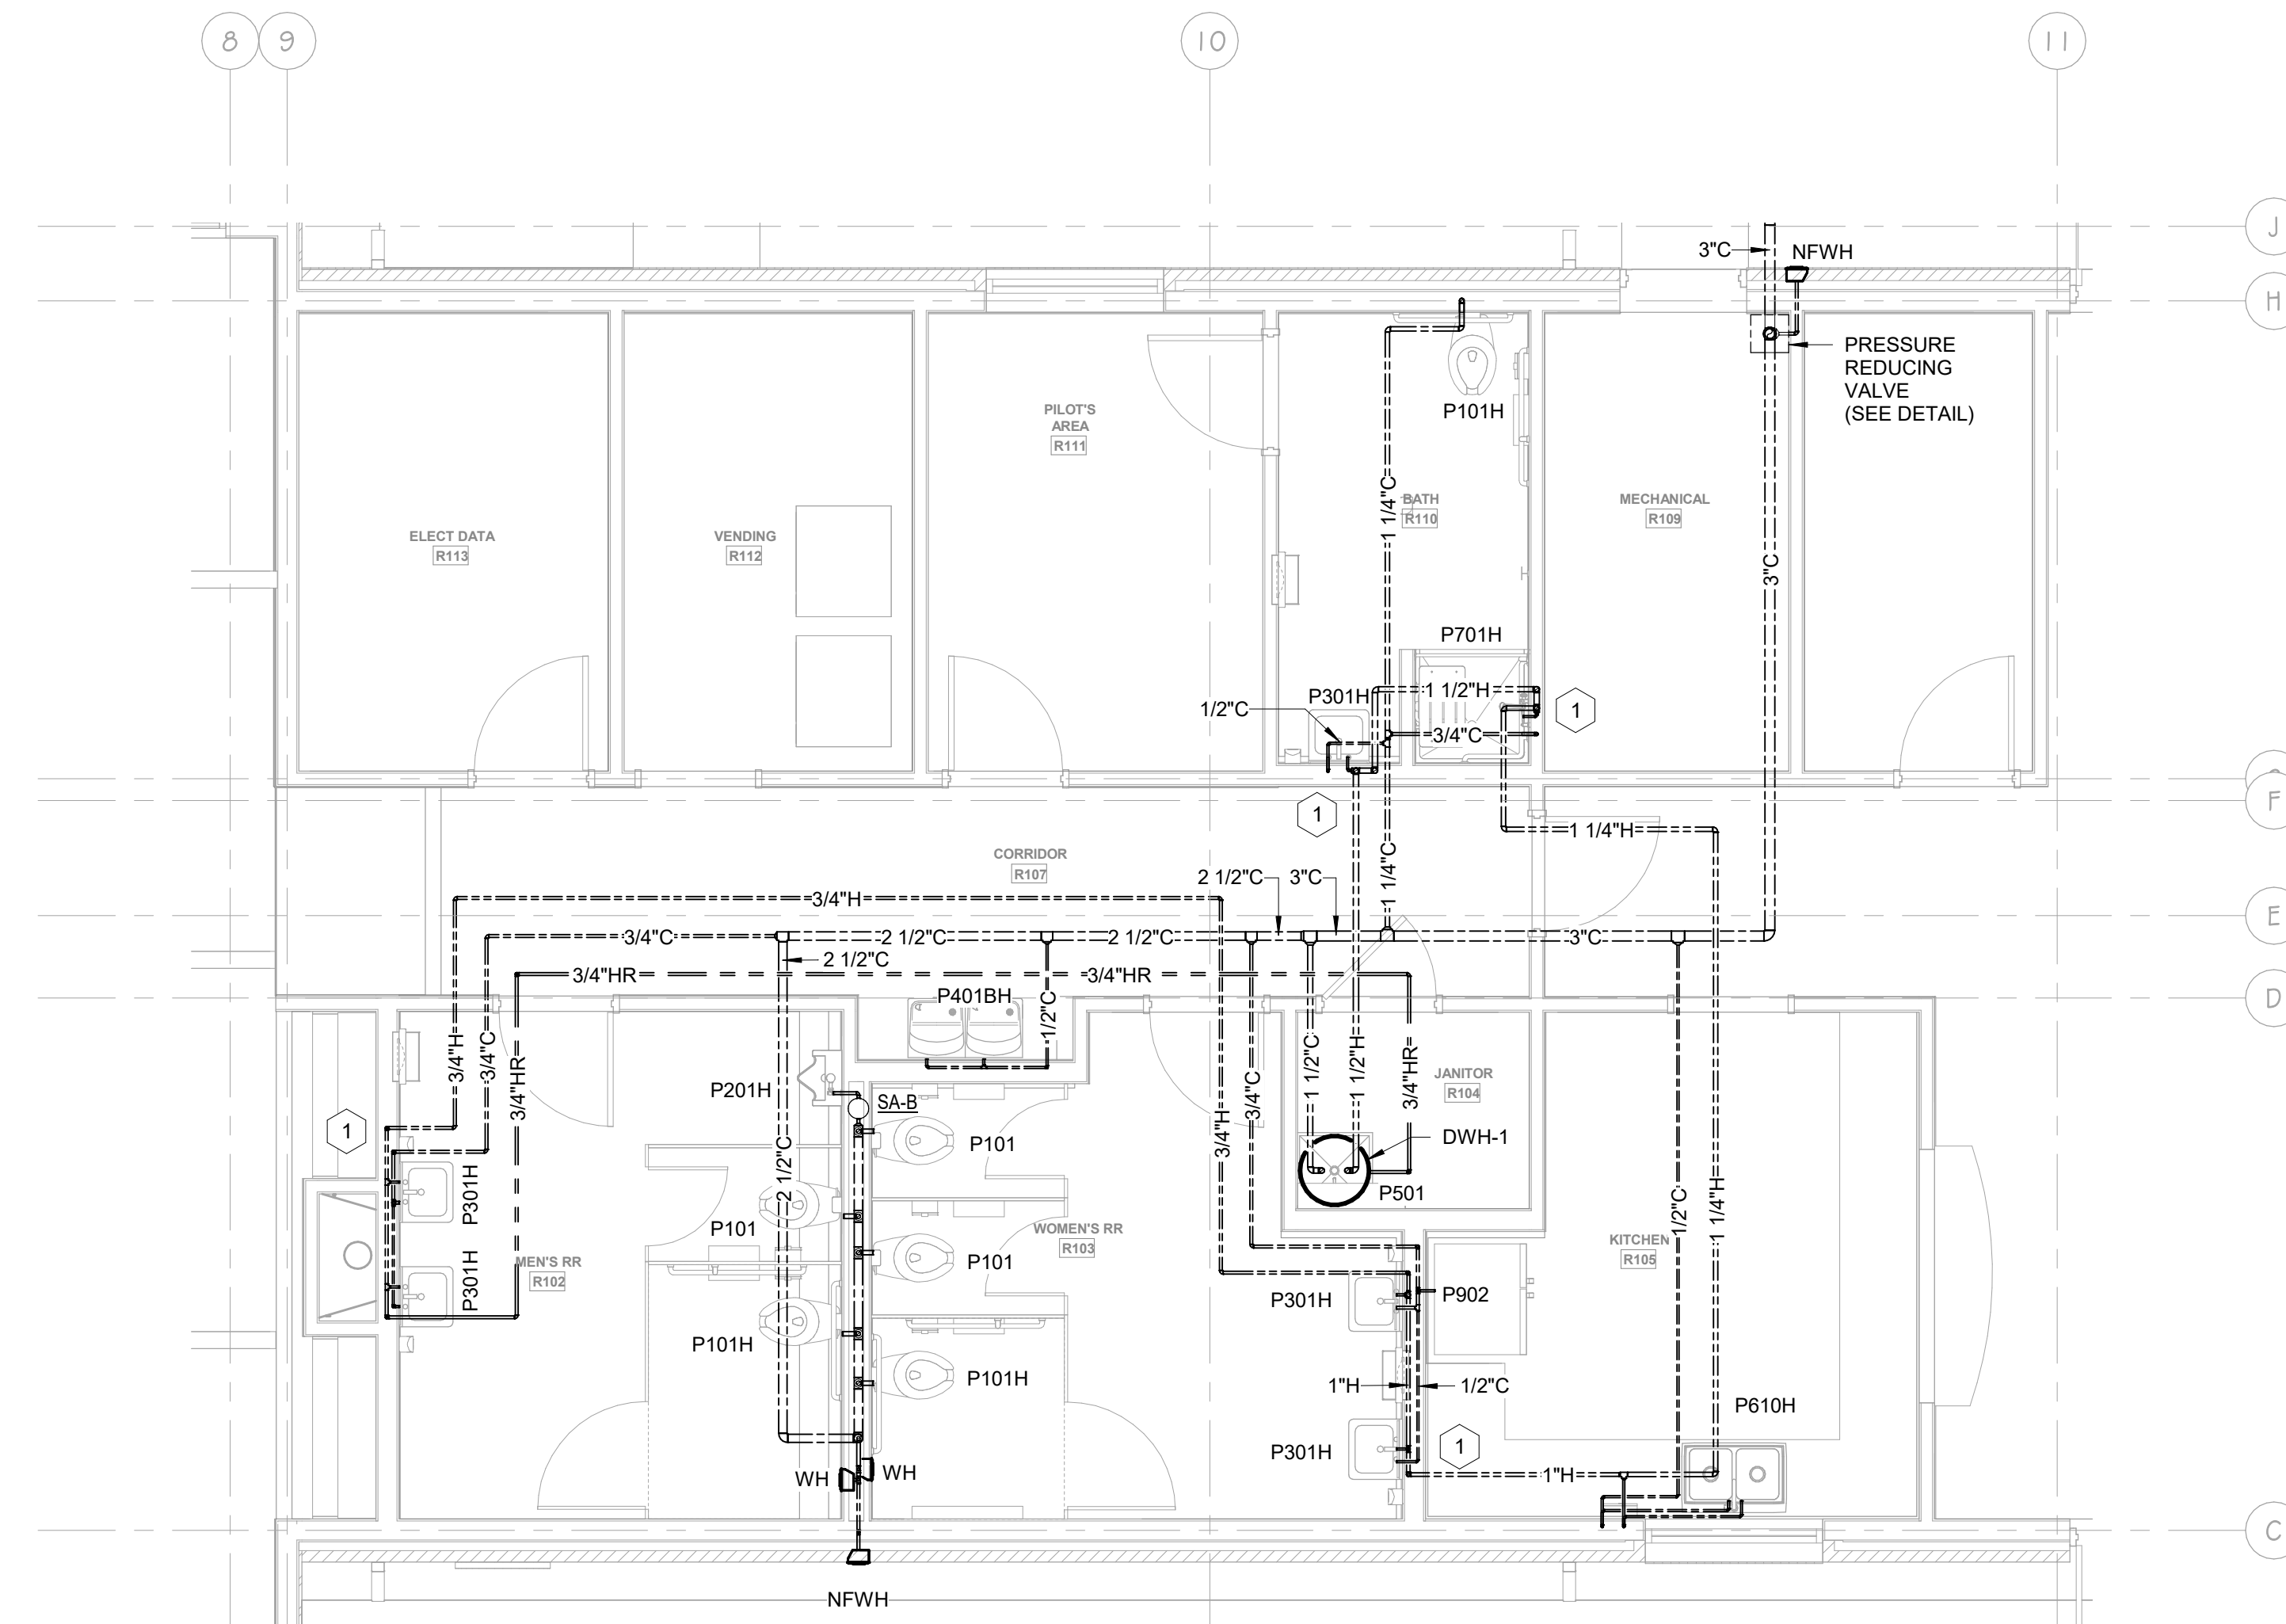 8
9
10
11
J
3"C
NFWH
H
PRESSURE
REDUCING
VALVE
(SEE DETAIL)
PILOT'S
AREA
R111
P101H
1 1/4"C
BATH
R110
MECHANICAL
R109
ELECT DATA
R113
VENDING
R112
3"C
P701H
P301H
1 1/2"H
1/2"C
1
3/4"C
F
1
1 1/4"H
CORRIDOR
R107
1 1/4"C
2 1/2"C
3"C
3/4"H
E
3/4"C
2 1/2"C
2 1/2"C
3"C
2 1/2"C
3/4"HR
3/4"HR
P401BH
1/2"C
D
3/4"H
3/4"C
3/4"HR
P201H
SA-B
1 1/2"C
1 1/2"H
3/4"HR
JANITOR
R104
3/4"C
3/4"H
1
P101
DWH-1
2 1/2"C
P301H
P501
1/2"C
1 1/4"H
P101
WOMEN'S RR
R103
KITCHEN
R105
P101
MEN'S RR
R102
P301H
P301H
P902
P101H
P101H
1"H
1/2"C
P610H
P301H
1
WH
WH
1"H
C
NFWH